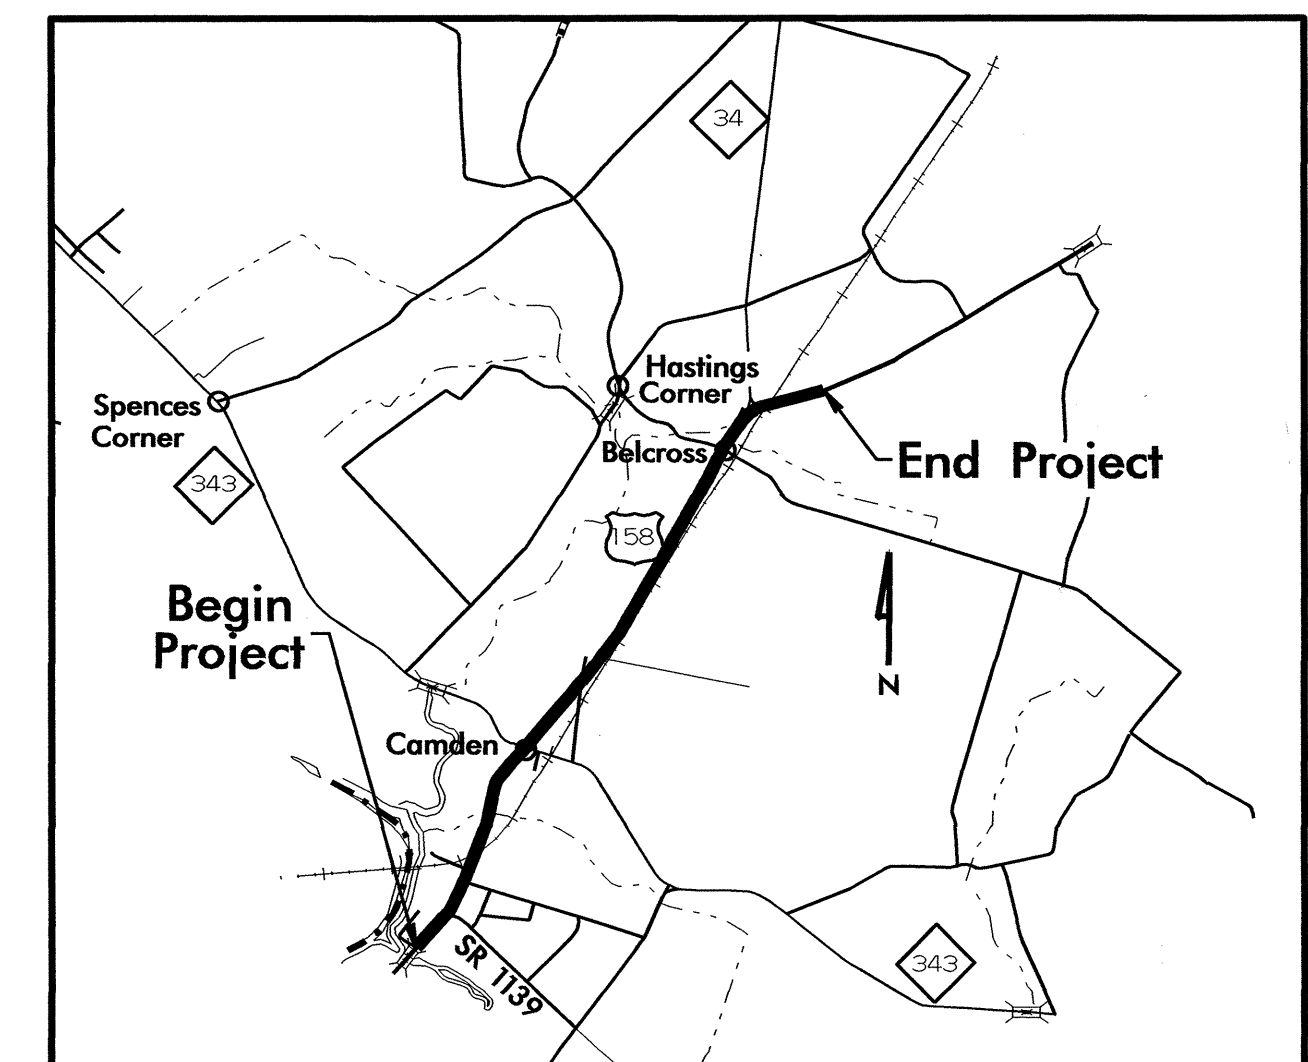 34
Hastings
Corner
Spences
Corner
Belcross
End Project
343
158
Begin
Project
N
Camden
SR 1139
343